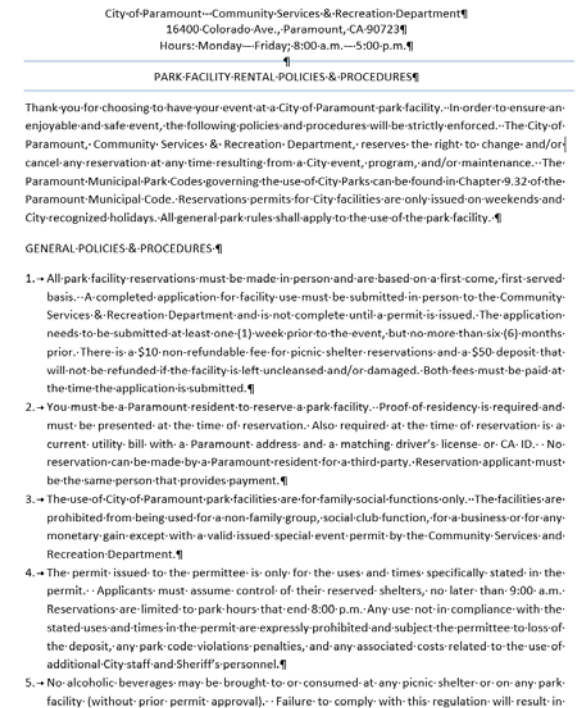 City of Paramount – Community Services & Recreation Department¶
16400 Colorado Ave., Paramount, CA 90723¶
Hours: Monday – Friday; 8:00 a.m. – 5:00 p.m.¶
¶
PARK FACILITY RENTAL POLICIES & PROCEDURES¶
Thank you for choosing to have your event at a City of Paramount park facility. In order to ensure an
enjoyable and safe event, the following policies and procedures will be strictly enforced. The City of
Paramount, Community Services & Recreation Department, reserves the right to change and/or
cancel any reservation at any time resulting from a City event, program, and/or maintenance. The
Paramount Municipal Park Codes governing the use of City Parks can be found in Chapter 9.32 of the
Paramount Municipal Code. Reservations permits for City facilities are only issued on weekends and
City recognized holidays. All general park rules shall apply to the use of the park facility. ¶
GENERAL POLICIES & PROCEDURES ¶
1.→ All park facility reservations must be made in person and are based on a first come, first served
basis. A completed application for facility use must be submitted in person to the Community
Services & Recreation Department and is not complete until a permit is issued. The application
needs to be submitted at least one (1) week prior to the event, but no more than six (6) months
prior. There is a $10 non-refundable fee for picnic shelter reservations and a $50 deposit that
will not be refunded if the facility is left uncleansed and/or damaged. Both fees must be paid at
the time the application is submitted.¶
2.→ You must be a Paramount resident to reserve a park facility. Proof of residency is required and
must be presented at the time of reservation. Also required at the time of reservation is a
current utility bill with a Paramount address and a matching driver's license or CA ID. No
reservation can be made by a Paramount resident for a third party. Reservation applicant must
be the same person that provides payment.¶
3.→ The use of City of Paramount park facilities are for family social functions only. The facilities are
prohibited from being used for a non-family group, social club function, for a business or for any
monetary gain except with a valid issued special event permit by the Community Services and
Recreation Department.¶
4.→ The permit issued to the permittee is only for the uses and times specifically stated in the
permit. Applicants must assume control of their reserved shelters, no later than 9:00 a.m.
Reservations are limited to park hours that end 8:00 p.m. Any use not in compliance with the
stated uses and times in the permit are expressly prohibited and subject the permittee to loss of
the deposit, any park code violations penalties, and any associated costs related to the use of
additional City staff and Sheriff's personnel.¶
5.→ No alcoholic beverages may be brought to or consumed at any picnic shelter or on any park
facility (without prior permit approval). Failure to comply with this regulation will result in